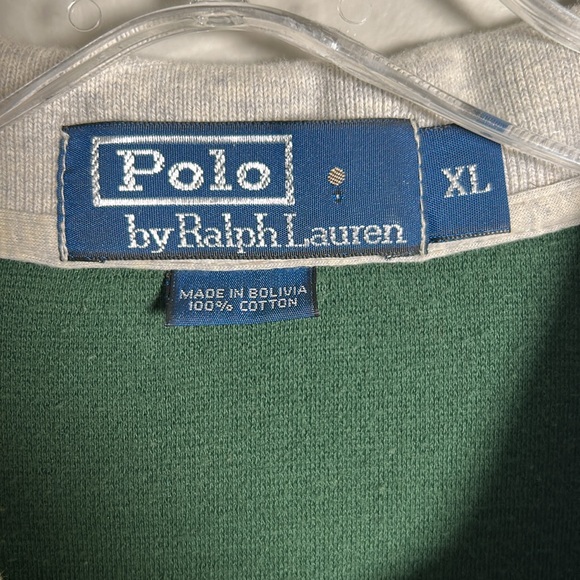 Polo
by Ralph Lauren
XL
MADE IN BOLIVIA
100% COTTON